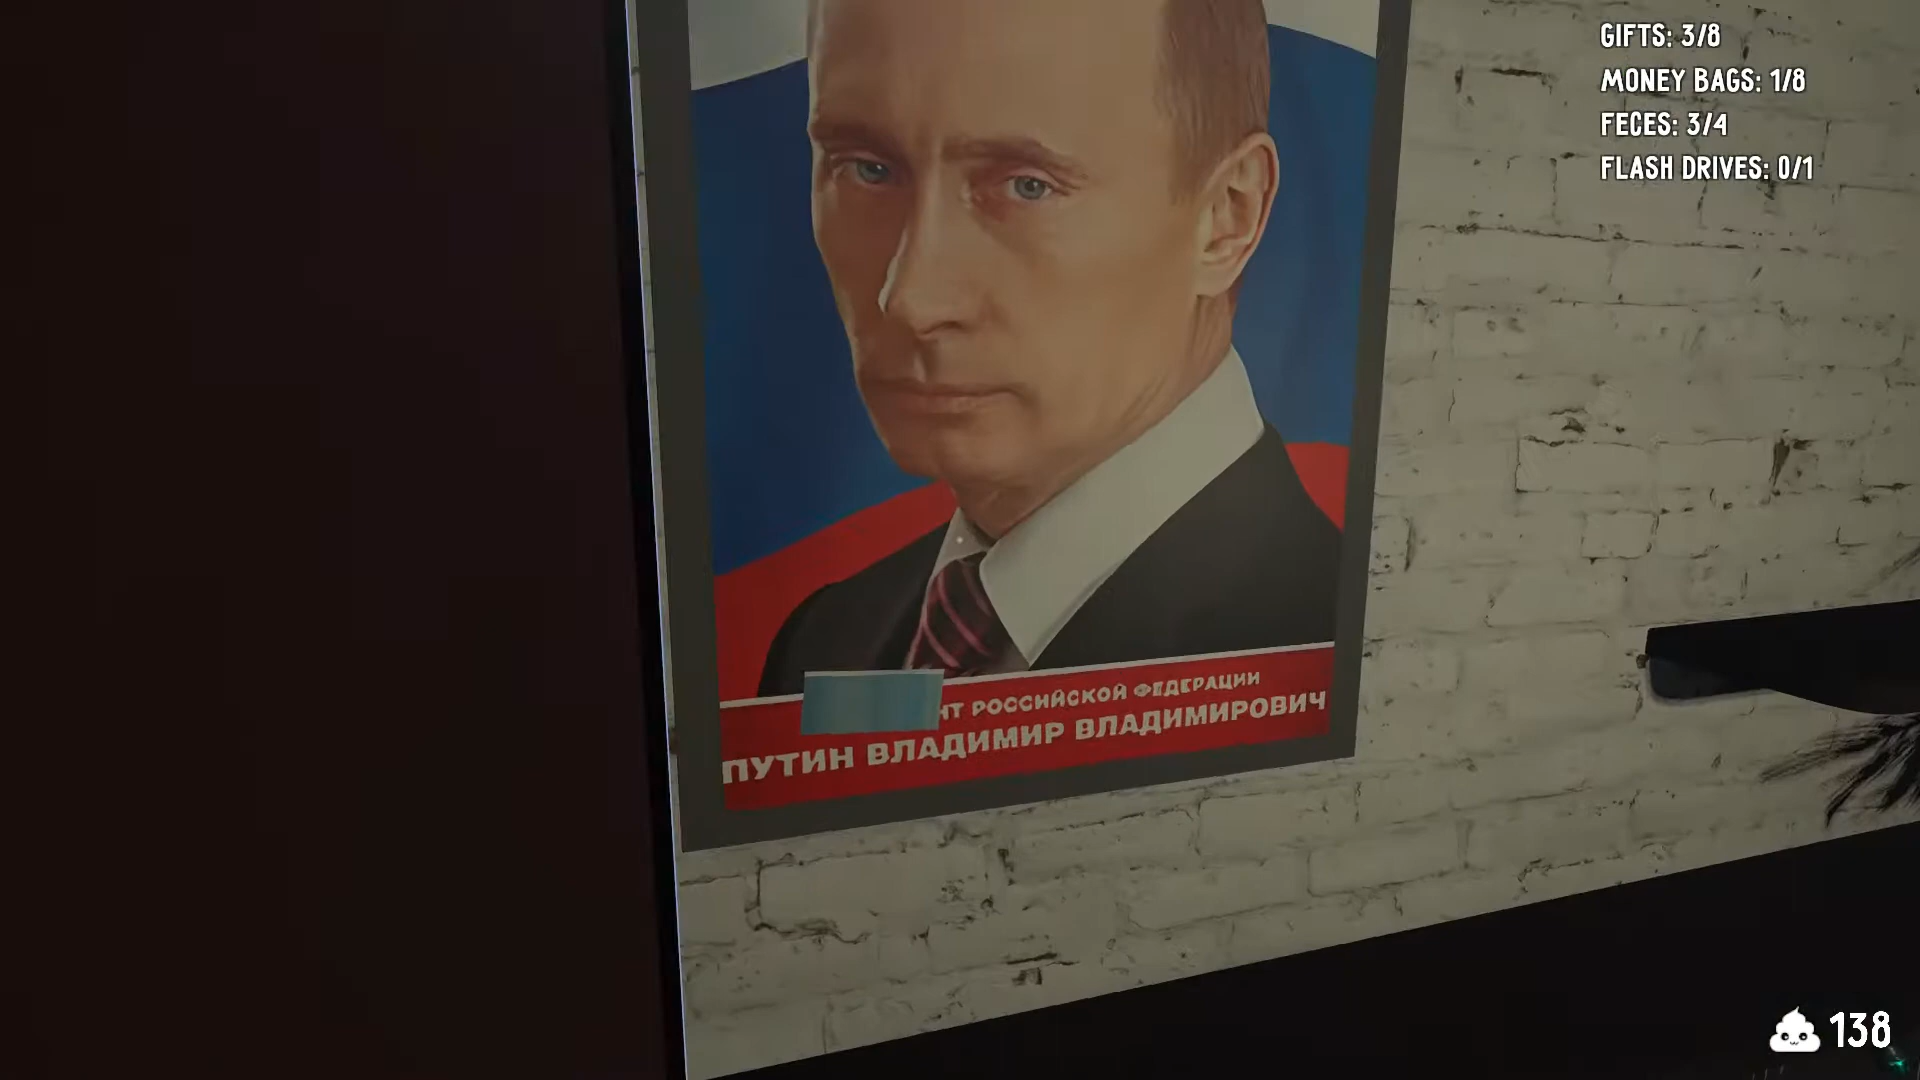 GIFTS: 3/8
MONEY BAGS: 1/8
FECES: 3/4
FLASH DRIVES: 0/1
РОССИЙСКОЙ ФЕДЕРАЦИИ
ПУТИН ВЛАДИМИР ВЛАДИМИРОВИЧ
138